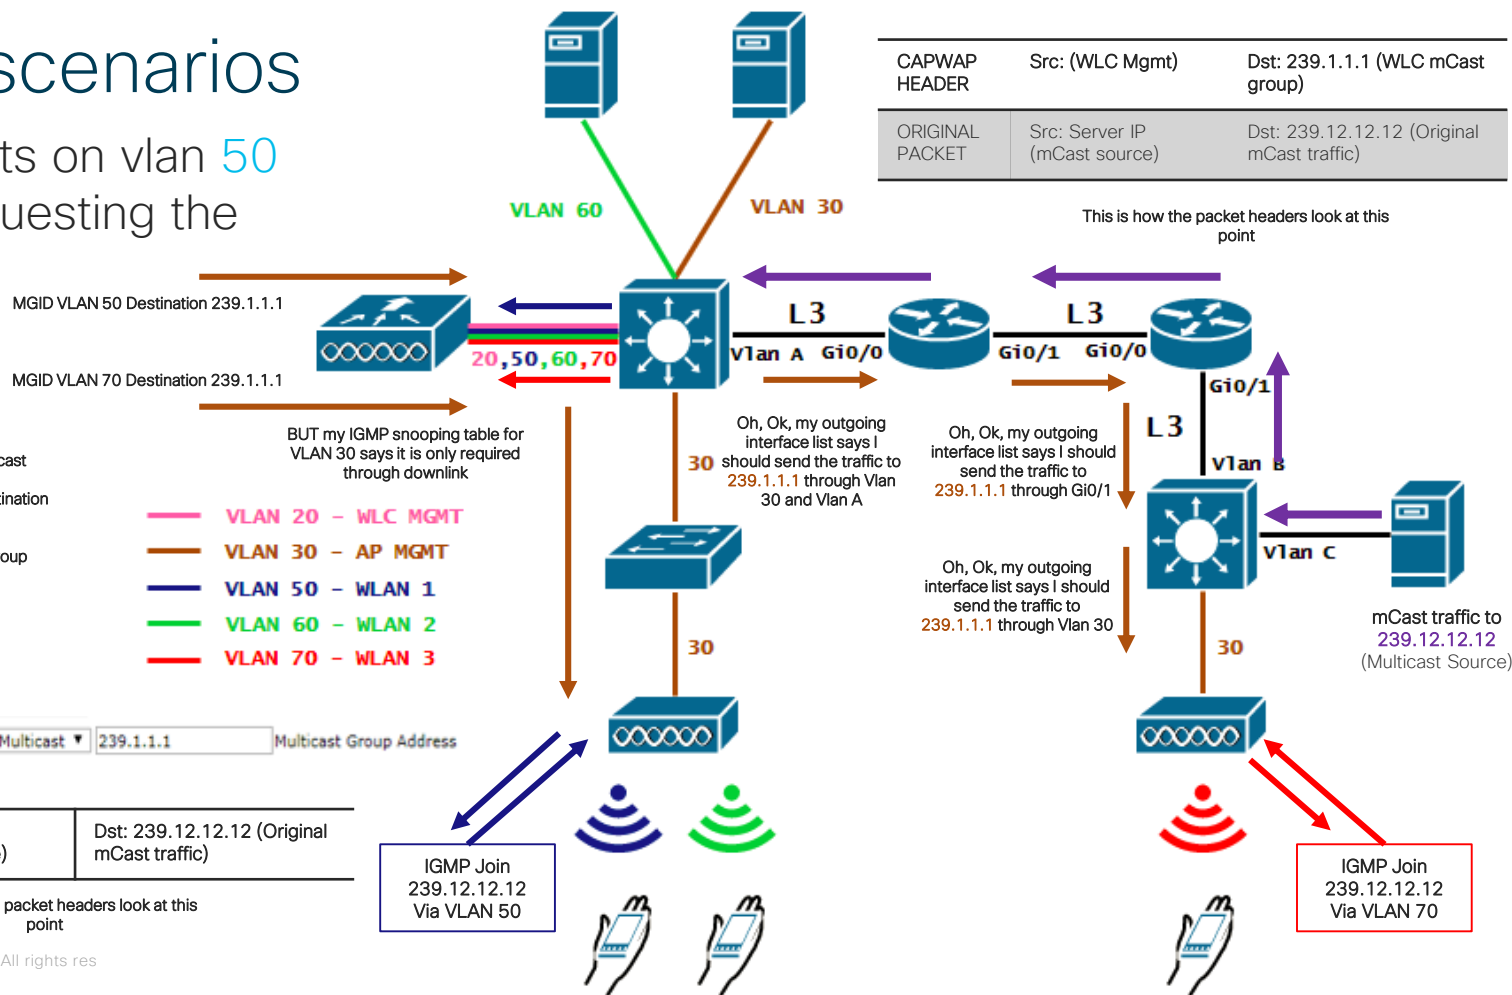 scenarios
ts on vlan 50
questing the
CAPWAP HEADER
Src: (WLC Mgmt)
Dst: 239.1.1.1 (WLC mCast
group)
ORIGINAL
PACKET
Src: Server IP
(mCast source)
Dst: 239.12.12.12 (Original
mCast traffic)
This is how the packet headers look at this
point
VLAN 60
VLAN 30
MGID VLAN 50 Destination 239.1.1.1
MGID VLAN 70 Destination 239.1.1.1
20,50,60,70
L3
Vlan A
Gi0/0
L3
Gi0/1
Gi0/0
Gi0/1
L3
Vlan B
Vlan C
BUT my IGMP snooping table for
VLAN 30 says it is only required
through downlink
30
Oh, Ok, my outgoing
interface list says I
should send the traffic to
239.1.1.1 through Vlan
30 and Vlan A
Oh, Ok, my outgoing
interface list says I should
send the traffic to
239.1.1.1 through Gi0/1
Oh, Ok, my outgoing
interface list says I should
send the traffic to
239.1.1.1 through Vlan 30
cast
tination
oup
VLAN 20 - WLC MGMT
VLAN 30 - AP MGMT
VLAN 50 - WLAN 1
VLAN 60 - WLAN 2
VLAN 70 - WLAN 3
30
30
mCast traffic to
239.12.12.12
(Multicast Source)
Multicast
239.1.1.1
Multicast Group Address
)
Dst: 239.12.12.12 (Original
mCast traffic)
packet headers look at this
point
IGMP Join
239.12.12.12
Via VLAN 50
IGMP Join
239.12.12.12
Via VLAN 70
All rights res